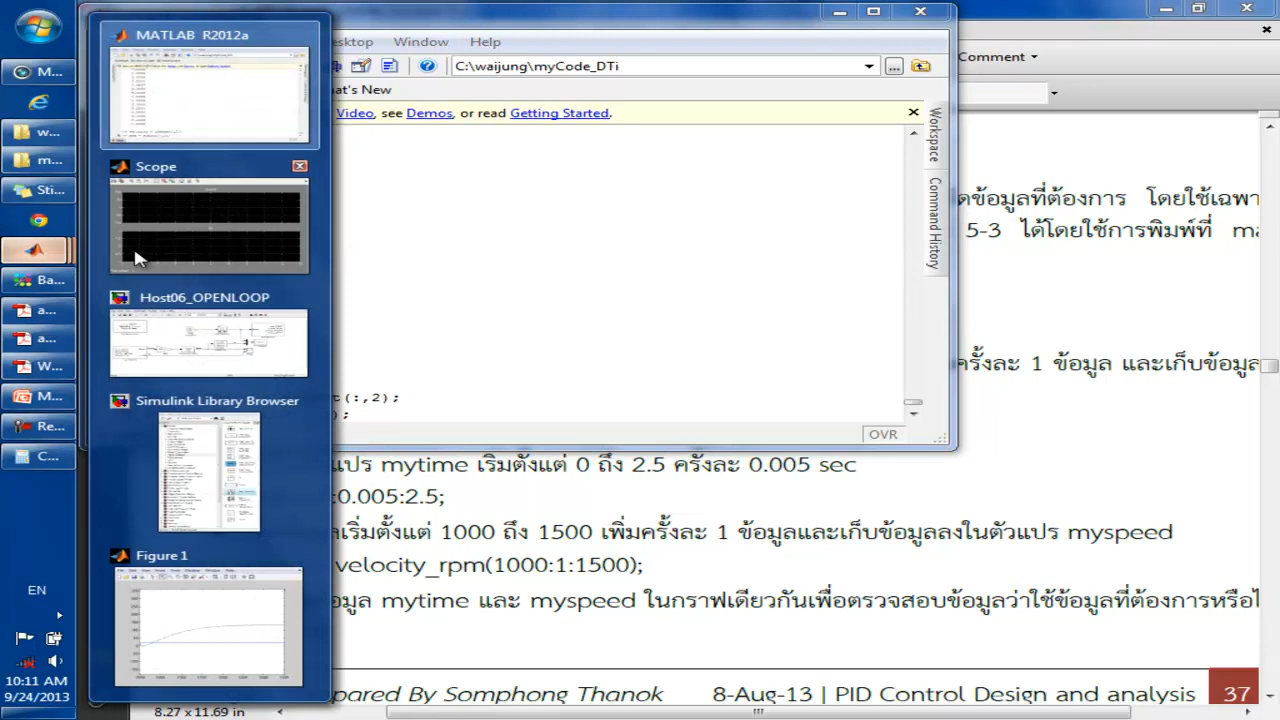 MATLAB R2012a
Scope
Host06_OPENLOOP
Simulink Library Browser
Figure 1
esktop Window Help
C:\waijung\myCode_DTi
hat's New
Video, see Demos, or read Getting Started.
Workspace
Command History
t(:,2);
);
OVR
Comment
ดข้อมูลที่ต้องการ โดยใช้เฉพา
5-3 ได้โดยใช้การพิมพ์ที่ ma
ครั้งละ 1 ข้อมูล และเก็บข้อมูล
แปร mytime เริ่มตั้งแต่ 0 ถึง 2.5 ครั้งละ 0.005 sec
:0.005:2.5;
ลเริ่มตั้งแต่ 1000 ถึง 1500 เพิ่มครั้งละ 1 ข้อมูลและเก็บข้อมูลลงในตัวแปร myspeed
velocity_rpm(1000:1:1500);
อมูล mytime และ myspeed ในกราฟเดียวกันเพื่อตรวจสอบข้อมูลว่าใช้ข้อมูลที่ต้องการหรือไ
epared By Somphong Thanok 8-Aug-13 | PID Control Design and analysis 37
8.27 x 11.69 in
M...
w...
m...
Sti...
Ba...
a...
a...
W...
M...
Re...
C...
EN
10:11 AM
9/24/2013